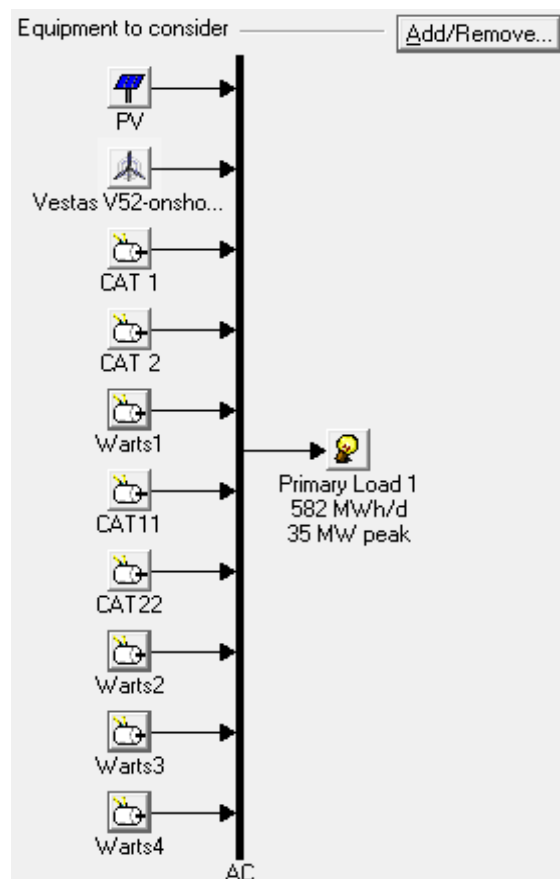 Equipment to consider
Add/Remove...
PV
Vestas V52-onsho...
CAT 1
CAT 2
Warts1
Primary Load 1
582 MWh/d
35 MW peak
CAT11
CAT22
Warts2
Warts3
Warts4
AC